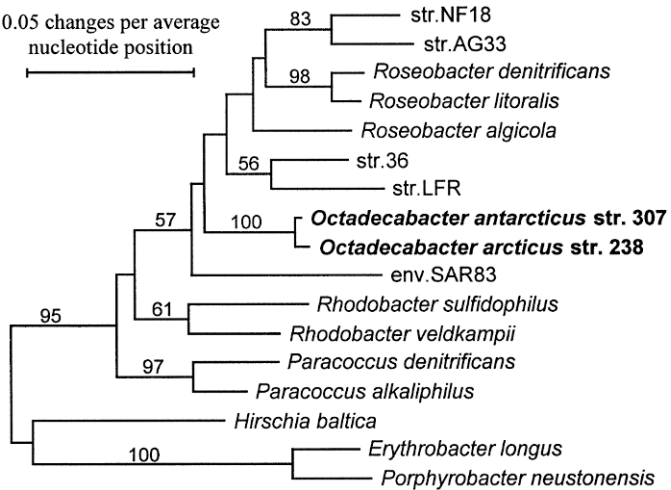 0.05 changes per average
nucleotide position
83
str.NF18
str.AG33
98
Roseobacter denitrificans
Roseobacter litoralis
Roseobacter algicola
56
str.36
str.LFR
57
100
Octadecabacter antarcticus str. 307
Octadecabacter arcticus str. 238
env.SAR83
95
61
Rhodobacter sulfidophilus
Rhodobacter veldkampii
97
Paracoccus denitrificans
Paracoccus alkaliphilus
Hirschia baltica
100
Erythrobacter longus
Porphyrobacter neustonensis